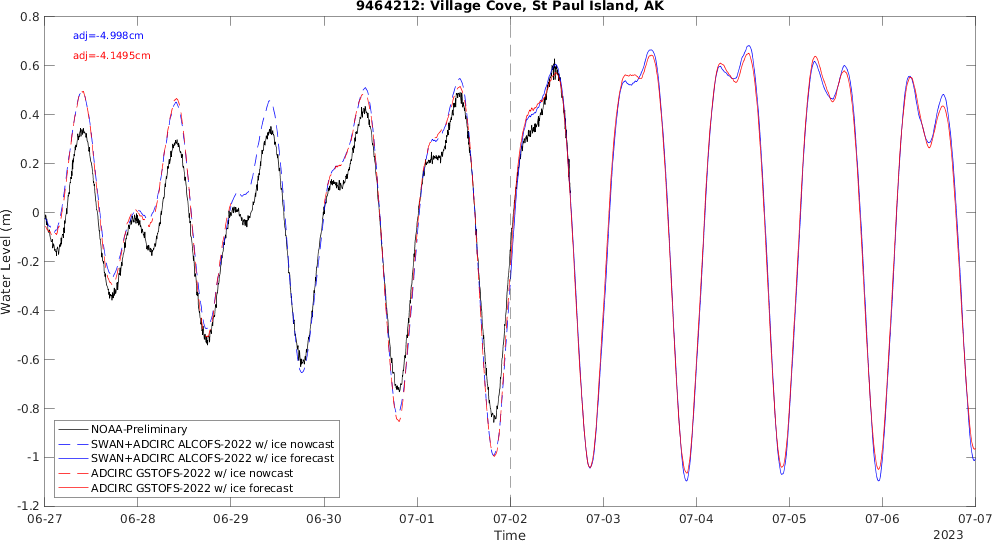 9464212: Village Cove, St Paul Island, AK
0.8
adj=-4.998cm
adj=-4.1495cm
0.6
0.4
0.2
0
-0.2
-0.4
-0.6
-0.8
-1
-1.2
Water Level (m)
NOAA-Preliminary
SWAN+ADCIRC ALCOFS-2022 w/ ice nowcast
SWAN+ADCIRC ALCOFS-2022 w/ ice forecast
ADCIRC GSTOFS-2022 w/ ice nowcast
ADCIRC GSTOFS-2022 w/ ice forecast
06-27 06-28 06-29 06-30 07-01 07-02 07-03 07-04 07-05 07-06 07-07
Time
2023